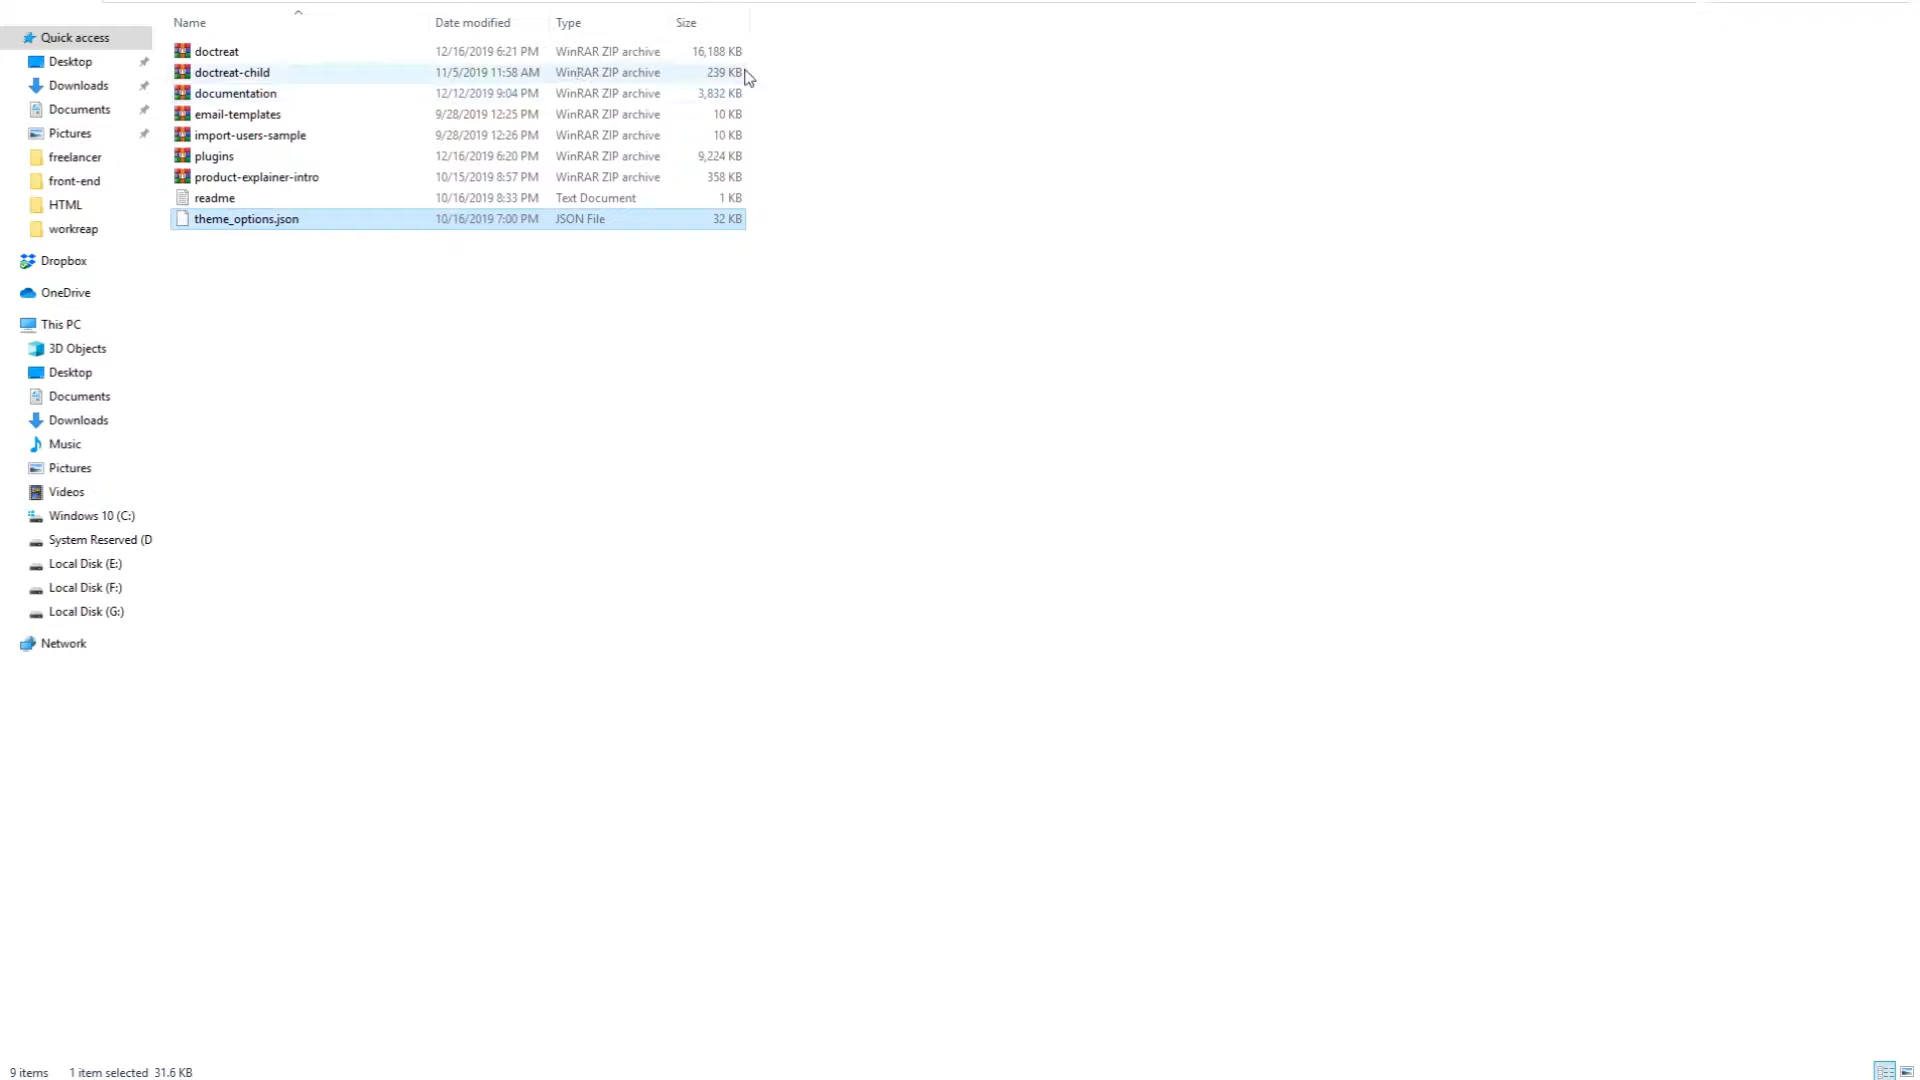 Name Date modified Type Size
Quick access
Desktop
Downloads
Documents
Pictures
freelancer
front-end
HTML
workreap
Dropbox
OneDrive
This PC
3D Objects
Desktop
Documents
Downloads
Music
Pictures
Videos
Windows 10 (C:)
System Reserved (D
Local Disk (E:)
Local Disk (F:)
Local Disk (G:)
Network
doctreat 12/16/2019 6:21 PM WinRAR ZIP archive 16,188 KB
doctreat-child 11/5/2019 11:58 AM WinRAR ZIP archive 239 KB
documentation 12/12/2019 9:04 PM WinRAR ZIP archive 3,832 KB
email-templates 9/28/2019 12:25 PM WinRAR ZIP archive 10 KB
import-users-sample 9/28/2019 12:26 PM WinRAR ZIP archive 10 KB
plugins 12/16/2019 6:20 PM WinRAR ZIP archive 9,224 KB
product-explainer-intro 10/15/2019 8:57 PM WinRAR ZIP archive 358 KB
readme 10/16/2019 8:33 PM Text Document 1 KB
theme_options.json 10/16/2019 7:00 PM JSON File 32 KB
9 items 1 item selected 31.6 KB